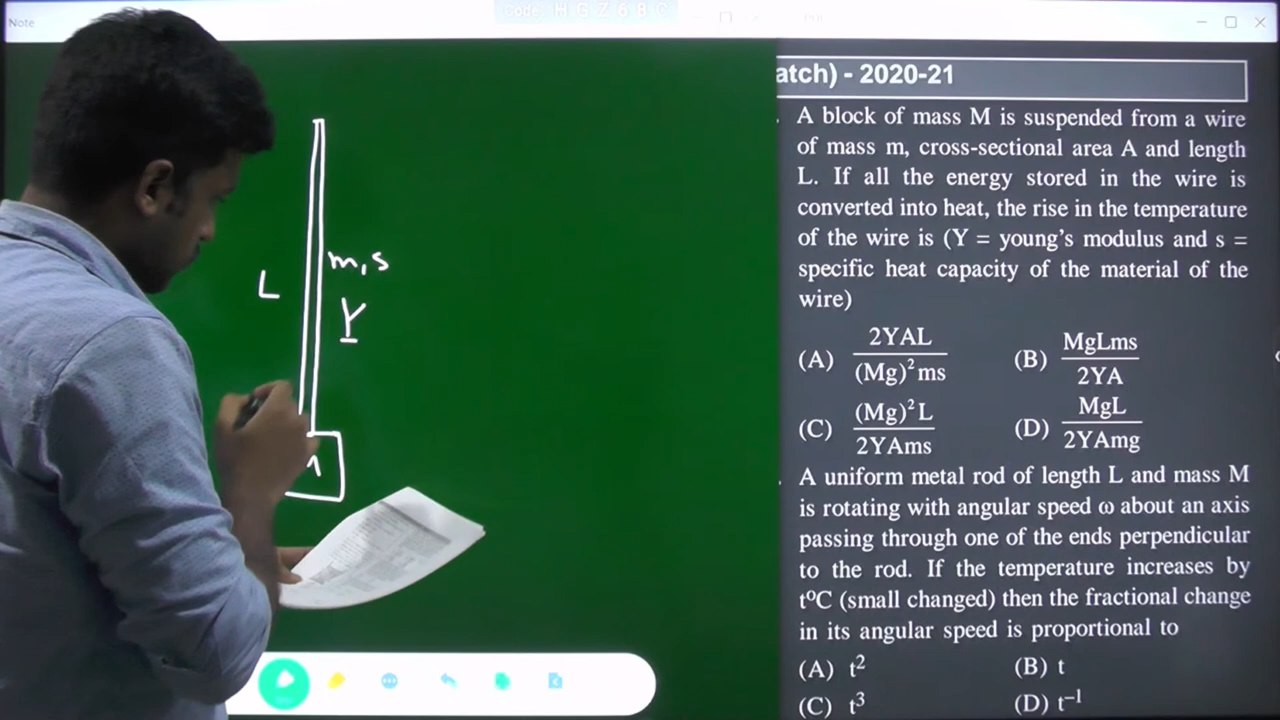 Note
Code: H G Z 6 B C
atch) - 2020-21
A block of mass M is suspended from a wire
of mass m, cross-sectional area A and length
L. If all the energy stored in the wire is
converted into heat, the rise in the temperature
of the wire is (Y = young's modulus and s =
specific heat capacity of the material of the
wire)
(A) 2YAL / (Mg)²ms (B) MgLms / 2YA
(C) (Mg)²L / 2YAms (D) MgL / 2YAmg
A uniform metal rod of length L and mass M
is rotating with angular speed ω about an axis
passing through one of the ends perpendicular
to the rod. If the temperature increases by
t⁰C (small changed) then the fractional change
in its angular speed is proportional to
(A) t² (B) t
(C) t³ (D) t⁻¹
m, s
L
Y